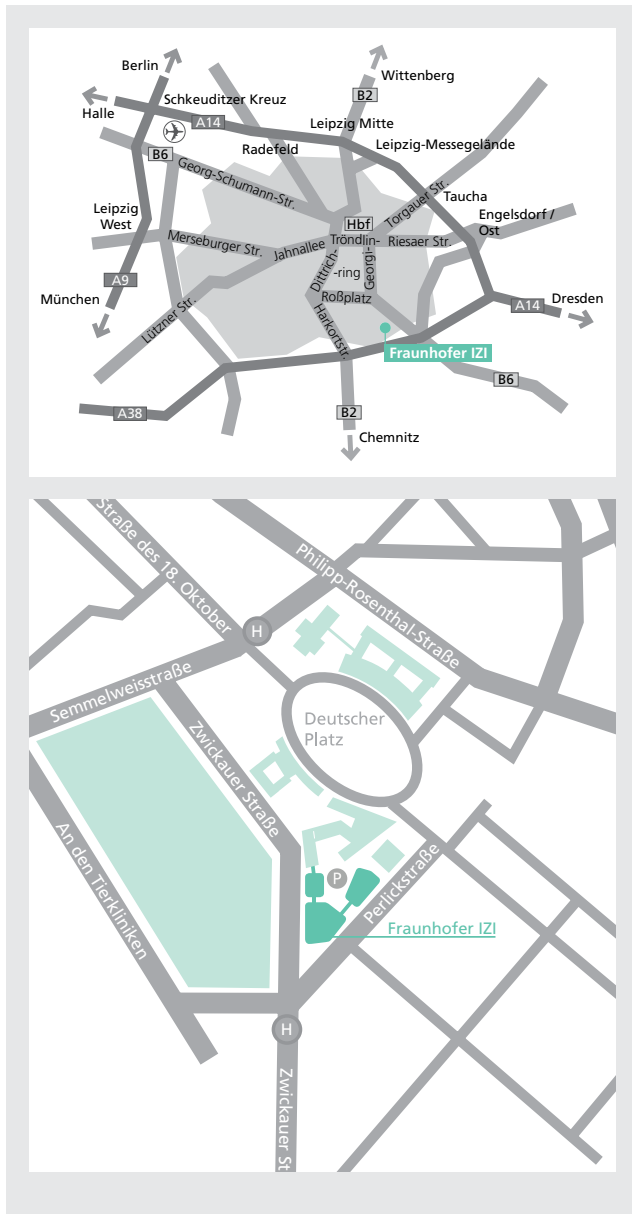 Berlin
Wittenberg
B2
Halle
Schkeuditzer Kreuz
A14
Leipzig Mitte
Radefeld
Leipzig-Messegelände
B6
Georg-Schumann-Str.
Torgauer Str.
Taucha
Leipzig
West
Hbf
Engelsdorf /
Ost
Merseburger Str.
Jahnallee
Tröndlin-
Riesaer Str.
Dittrich-
-ring
Georgi-
A9
München
Roßplatz
Lützner Str.
Harkortstr.
A14
Dresden
Fraunhofer IZI
B6
A38
B2
Chemnitz
Straße des 18. Oktober
Philipp-Rosenthal-Straße
H
Semmelweisstraße
Deutscher
Platz
Zwickauer Straße
An den Tierkliniken
P
Perlickstraße
Fraunhofer IZI
H
Zwickauer St